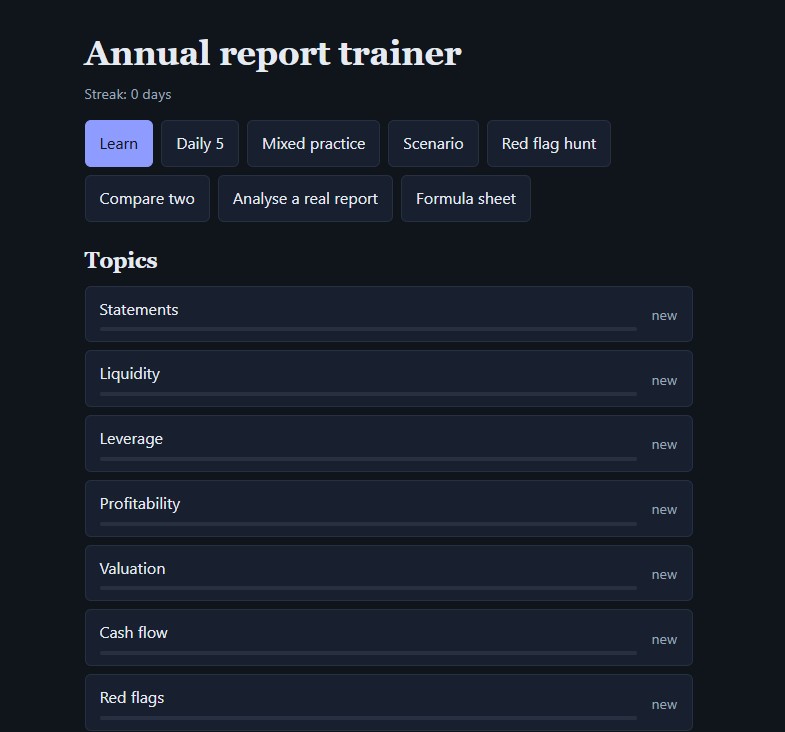 Annual report trainer
Streak: 0 days
Learn Daily 5 Mixed practice Scenario Red flag hunt
Compare two Analyse a real report Formula sheet
Topics
Statements new
Liquidity new
Leverage new
Profitability new
Valuation new
Cash flow new
Red flags new